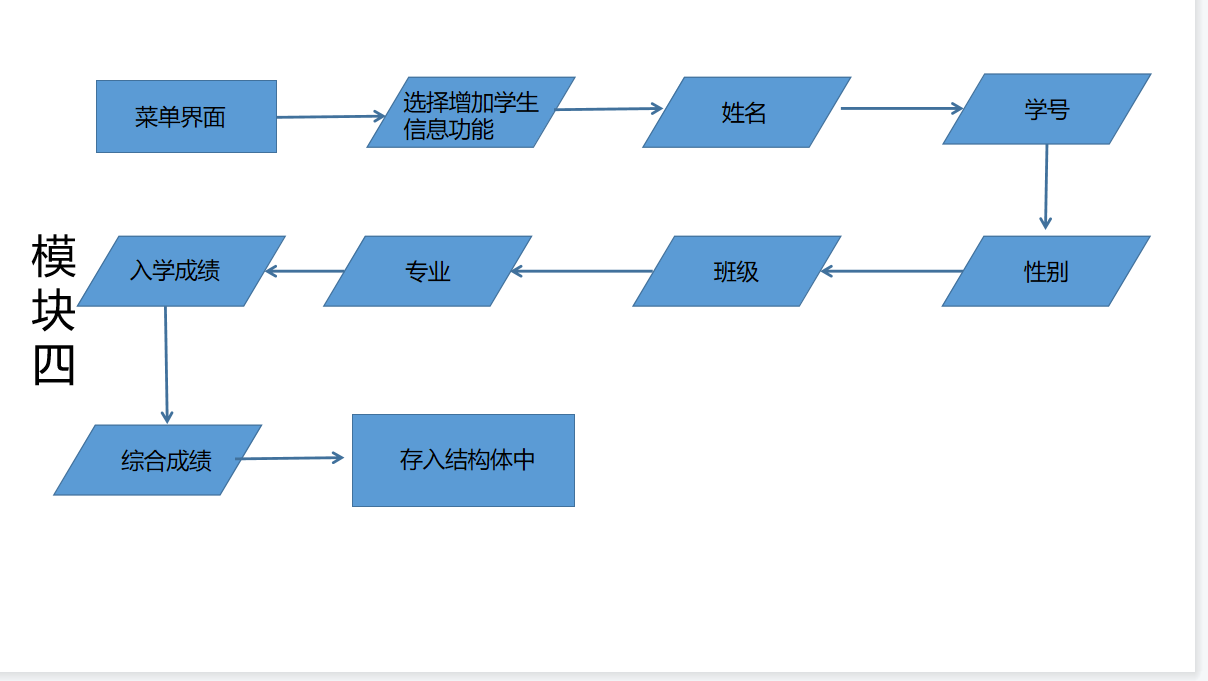 菜单界面
选择增加学生
信息功能
姓名
学号
模
块
四
入学成绩
专业
班级
性别
综合成绩
存入结构体中